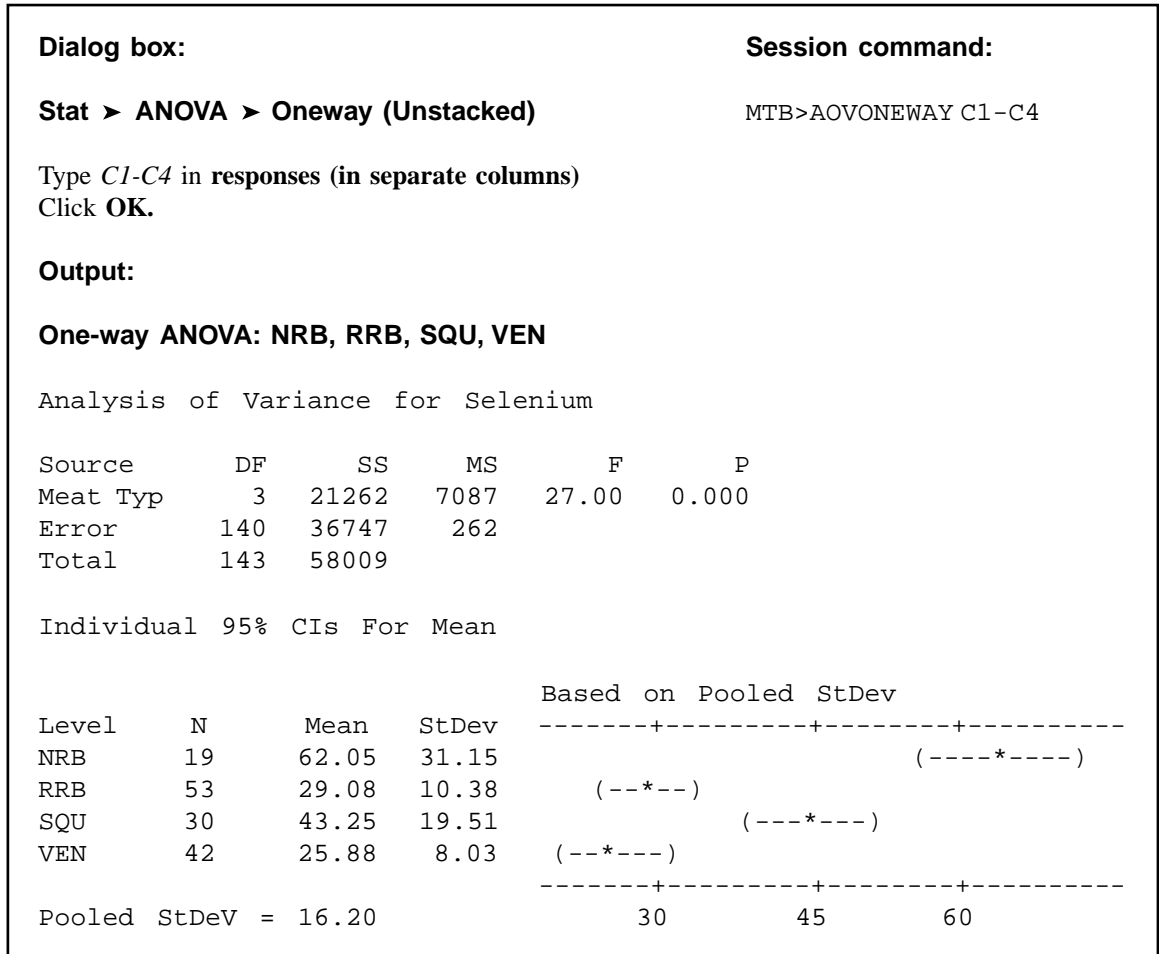 Dialog box: Session command:
Stat ➤ ANOVA ➤ Oneway (Unstacked) MTB>AOVONEWAY C1-C4
Type C1-C4 in responses (in separate columns)
Click OK.
Output:
One-way ANOVA: NRB, RRB, SQU, VEN
Analysis of Variance for Selenium
Source DF SS MS F P
Meat Typ 3 21262 7087 27.00 0.000
Error 140 36747 262
Total 143 58009
Individual 95% CIs For Mean
Based on Pooled StDev
Level N Mean StDev -------+---------+--------+----------
NRB 19 62.05 31.15 (----*----)
RRB 53 29.08 10.38 (--*--)
SQU 30 43.25 19.51 (---*---)
VEN 42 25.88 8.03 (--*---)
-------+---------+--------+----------
Pooled StDeV = 16.20 30 45 60